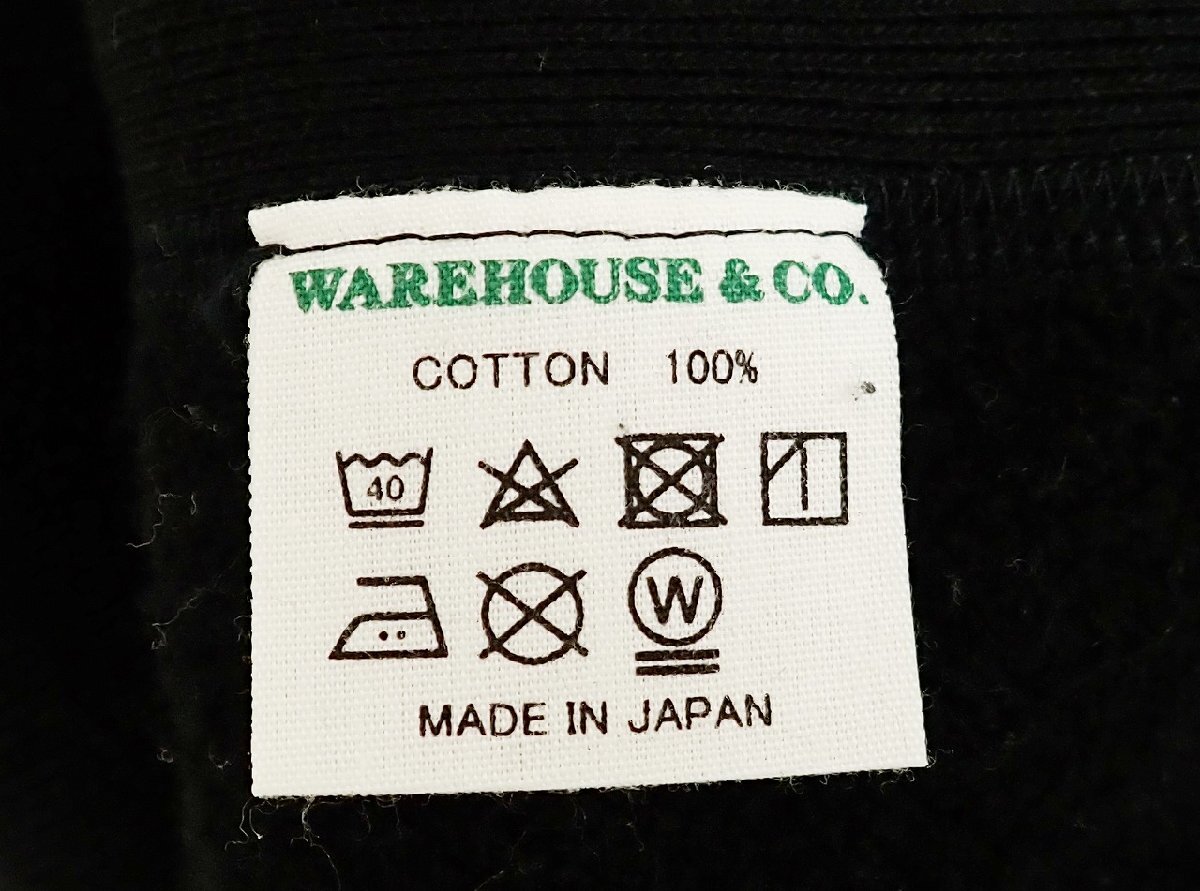 WAREHOUSE & CO.
COTTON 100%
40
W
MADE IN JAPAN